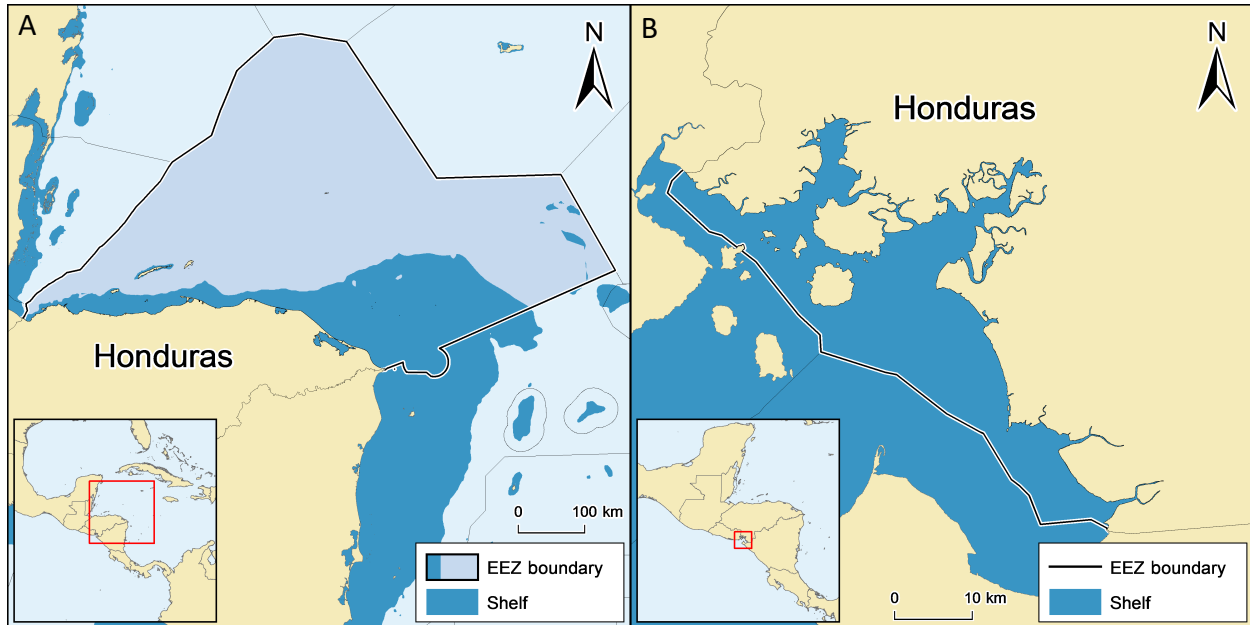 A
N
Honduras
0 100 km
EEZ boundary
Shelf
B
N
Honduras
0 10 km
EEZ boundary
Shelf